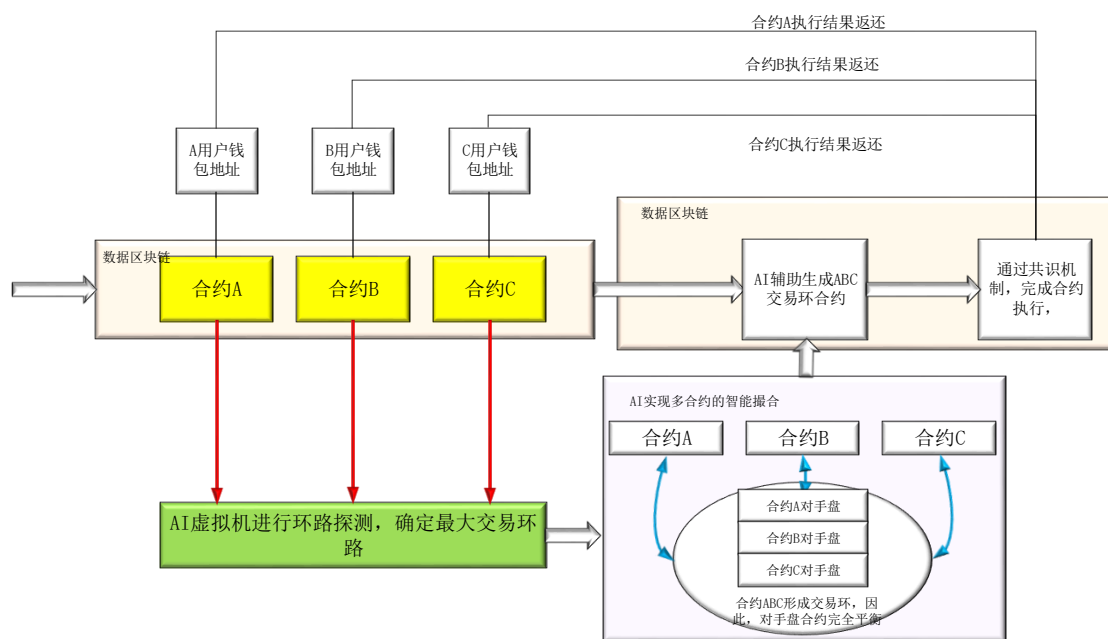 合约A执行结果返还
合约B执行结果返还
合约C执行结果返还
A用户钱
包地址
B用户钱
包地址
C用户钱
包地址
数据区块链
合约A
合约B
合约C
数据区块链
AI辅助生成ABC
交易环合约
通过共识机
制，完成合约
执行，
AI虚拟机进行环路探测，确定最大交易环
路
AI实现多合约的智能撮合
合约A
合约B
合约C
合约A对手盘
合约B对手盘
合约C对手盘
合约ABC形成交易环，因
此，对手盘合约完全平衡